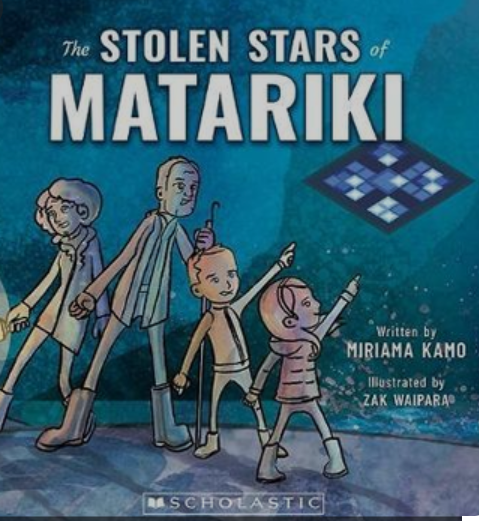 The STOLEN STARS of
MATARIKI
Written by
MIRIAMA KAMO
Illustrated by
ZAK WAIPARA
SCHOLASTIC